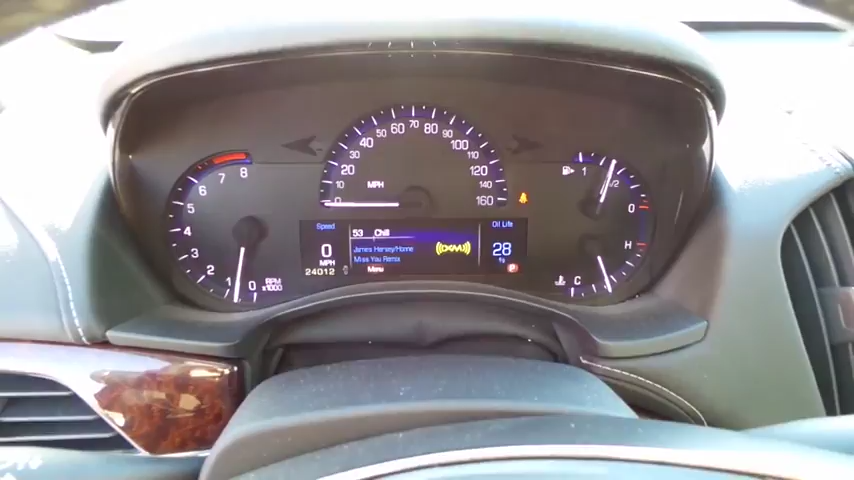 10 20 30 40 50 60 70 80 90 100 110 120 140 160
MPH
0
0 1 2 3 4 5 6 7 8
RPM
x1000
1 1/2 0
H
C
Speed
0
MPH
24012
53 Chill
James Hersey/Home
Miss You Remix
Menu
((SXM))
Oil Life
28
%
P